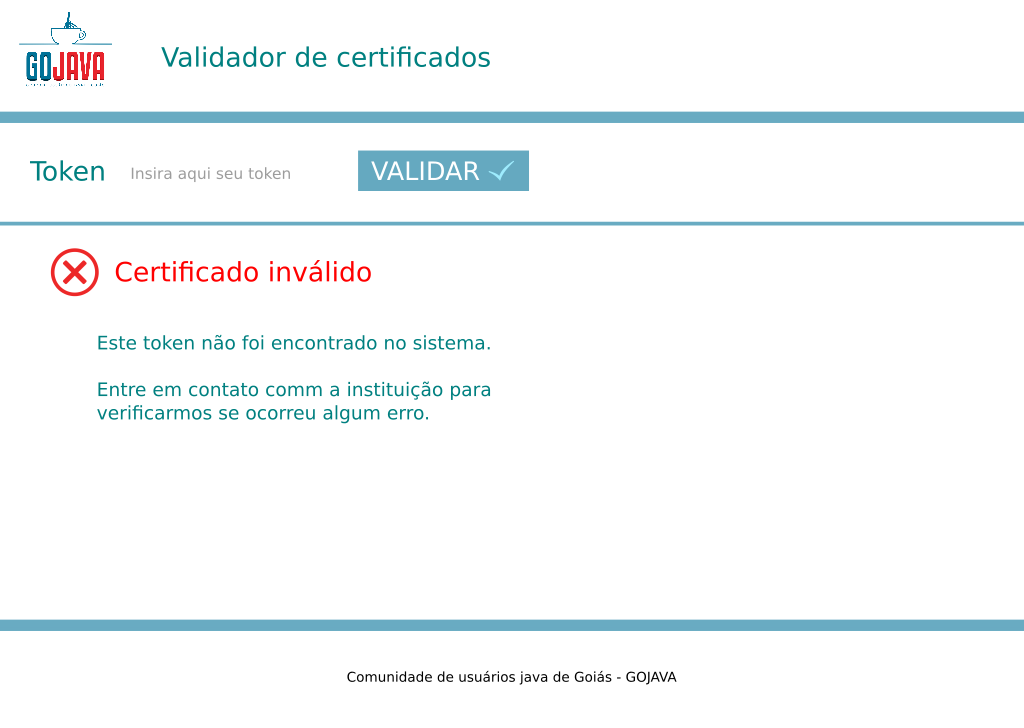 GOJAVA
Validador de certificados
Token
Insira aqui seu token
VALIDAR
Certificado inválido
Este token não foi encontrado no sistema.
Entre em contato comm a instituição para
verificarmos se ocorreu algum erro.
Comunidade de usuários java de Goiás - GOJAVA